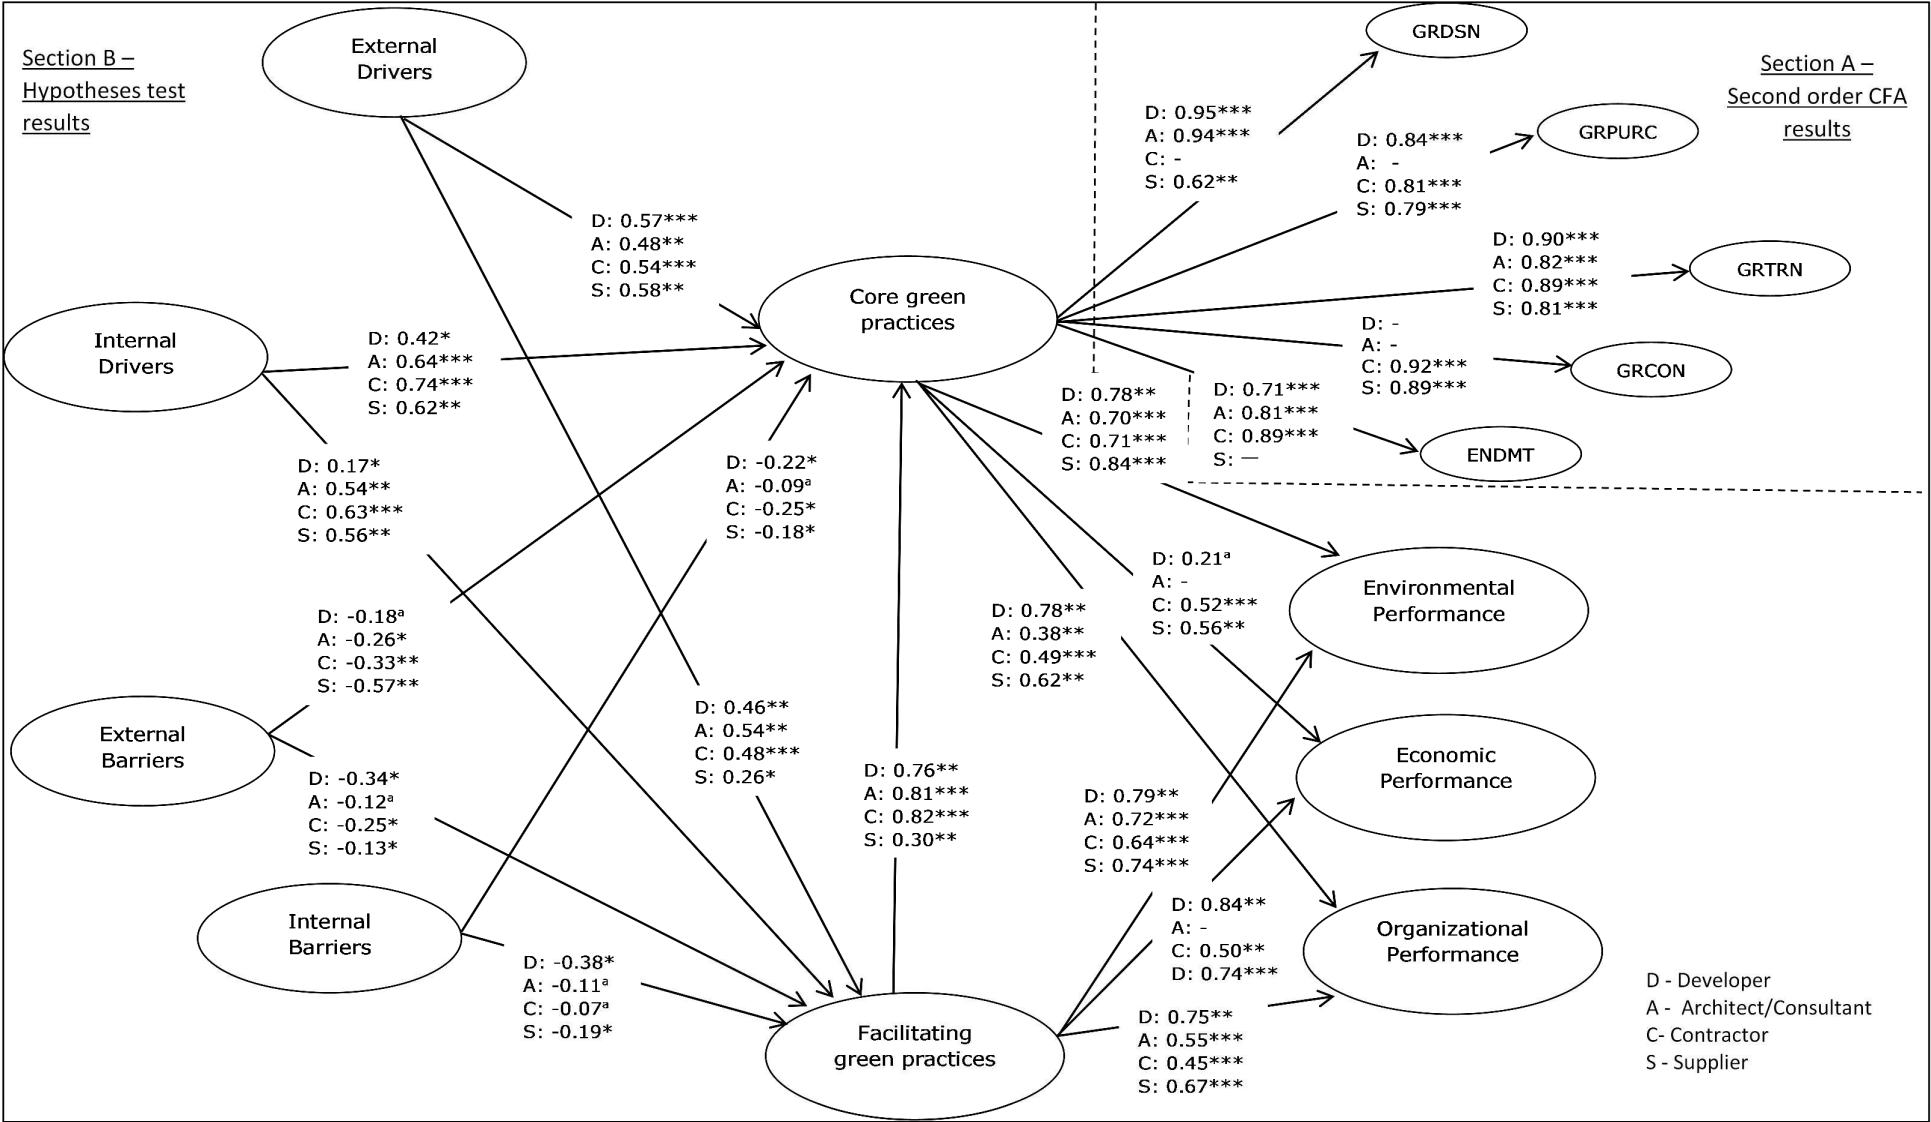 Section B –
Hypotheses test
results
External
Drivers
GRDSN
Section A –
Second order CFA
results
D: 0.95***
A: 0.94***
C: -
S: 0.62**
GRPURC
D: 0.84***
A: -
C: 0.81***
S: 0.79***
D: 0.57***
A: 0.48**
C: 0.54***
S: 0.58**
D: 0.90***
A: 0.82***
C: 0.89***
S: 0.81***
GRTRN
Core green
practices
Internal
Drivers
D: 0.42*
A: 0.64***
C: 0.74***
S: 0.62**
D: -
A: -
C: 0.92***
S: 0.89***
GRCON
D: 0.78**
A: 0.70***
C: 0.71***
S: 0.84***
D: 0.71***
A: 0.81***
C: 0.89***
S: —
ENDMT
D: 0.17*
A: 0.54**
C: 0.63***
S: 0.56**
D: -0.22*
A: -0.09ᵃ
C: -0.25*
S: -0.18*
D: 0.21ᵃ
A: -
C: 0.52***
S: 0.56**
Environmental
Performance
D: -0.18ᵃ
A: -0.26*
C: -0.33**
S: -0.57**
D: 0.78**
A: 0.38**
C: 0.49***
S: 0.62**
External
Barriers
D: 0.46**
A: 0.54**
C: 0.48***
S: 0.26*
Economic
Performance
D: -0.34*
A: -0.12ᵃ
C: -0.25*
S: -0.13*
D: 0.76**
A: 0.81***
C: 0.82***
S: 0.30**
D: 0.79**
A: 0.72***
C: 0.64***
S: 0.74***
Internal
Barriers
D: 0.84**
A: -
C: 0.50**
D: 0.74***
Organizational
Performance
D: -0.38*
A: -0.11ᵃ
C: -0.07ᵃ
S: -0.19*
D: 0.75**
A: 0.55***
C: 0.45***
S: 0.67***
Facilitating
green practices
D - Developer
A - Architect/Consultant
C- Contractor
S - Supplier